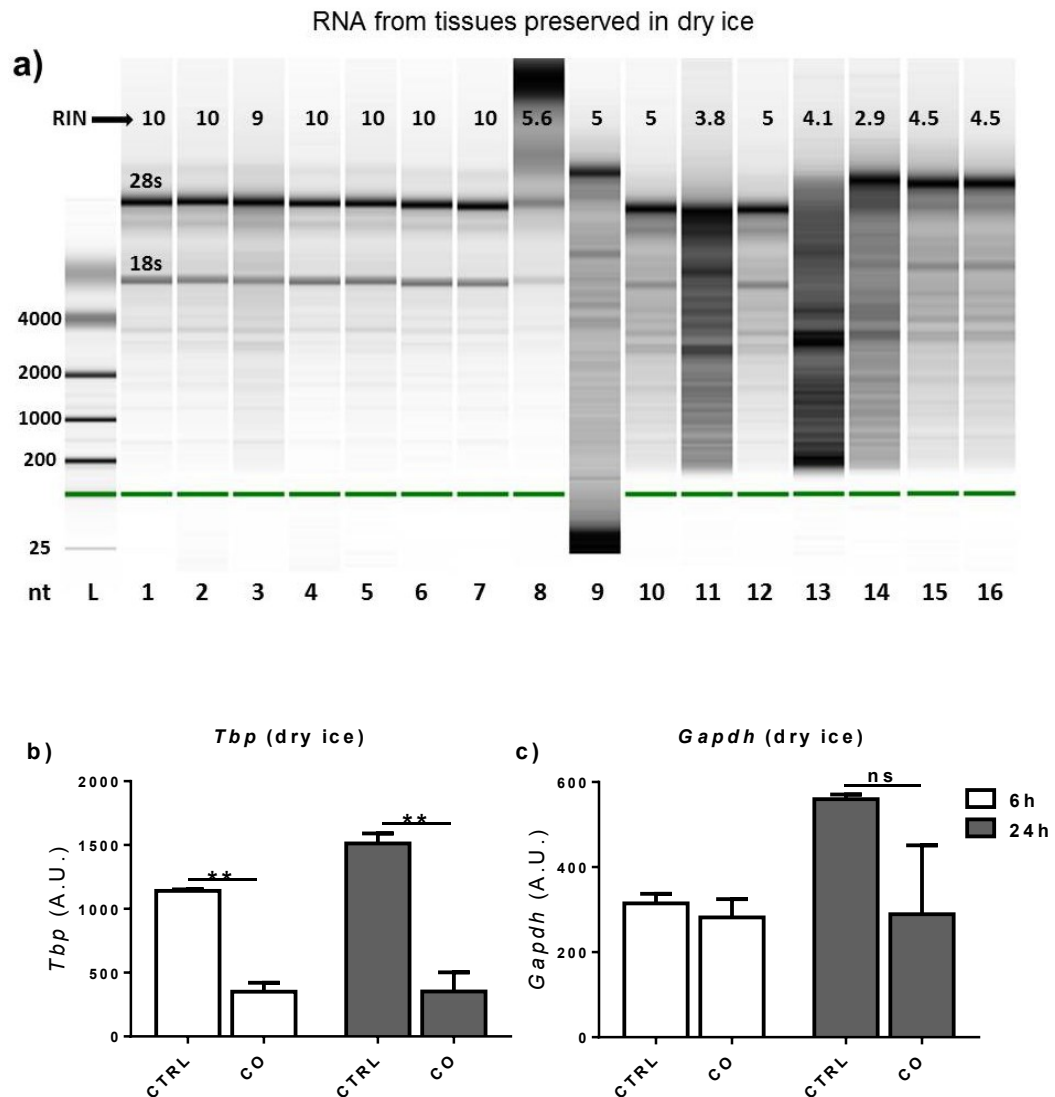 RNA from tissues preserved in dry ice
a)
RIN 10 10 9 10 10 10 10 5.6 5 5 3.8 5 4.1 2.9 4.5 4.5
28s
18s
4000
2000
1000
200
25
nt L 1 2 3 4 5 6 7 8 9 10 11 12 13 14 15 16
b) Tbp (dry ice)
Tbp (A.U.)
2000
1500
1000
500
0
**
**
CTRL CO CTRL CO
c) Gapdh (dry ice)
Gapdh (A.U.)
600
400
200
0
ns
CTRL CO CTRL CO
6h
24h